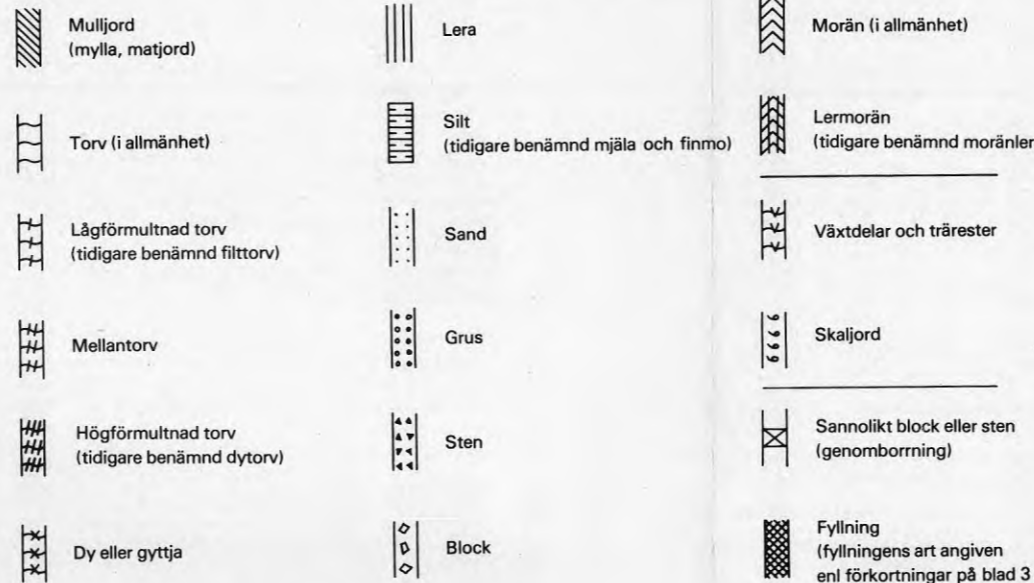 Mulljord
(mylla, matjord)
Torv (i allmänhet)
Lågförmultnad torv
(tidigare benämnd filttorv)
Mellantorv
Högförmultnad torv
(tidigare benämnd dytorv)
Dy eller gyttja
Lera
Silt
(tidigare benämnd mjäla och finmo)
Sand
Grus
Sten
Block
Morän (i allmänhet)
Lermorän
(tidigare benämnd moränler
Växtdelar och trärester
Skaljord
Sannolikt block eller sten
(genomborrning)
Fyllning
(fyllningens art angiven
enl förkortningar på blad 3